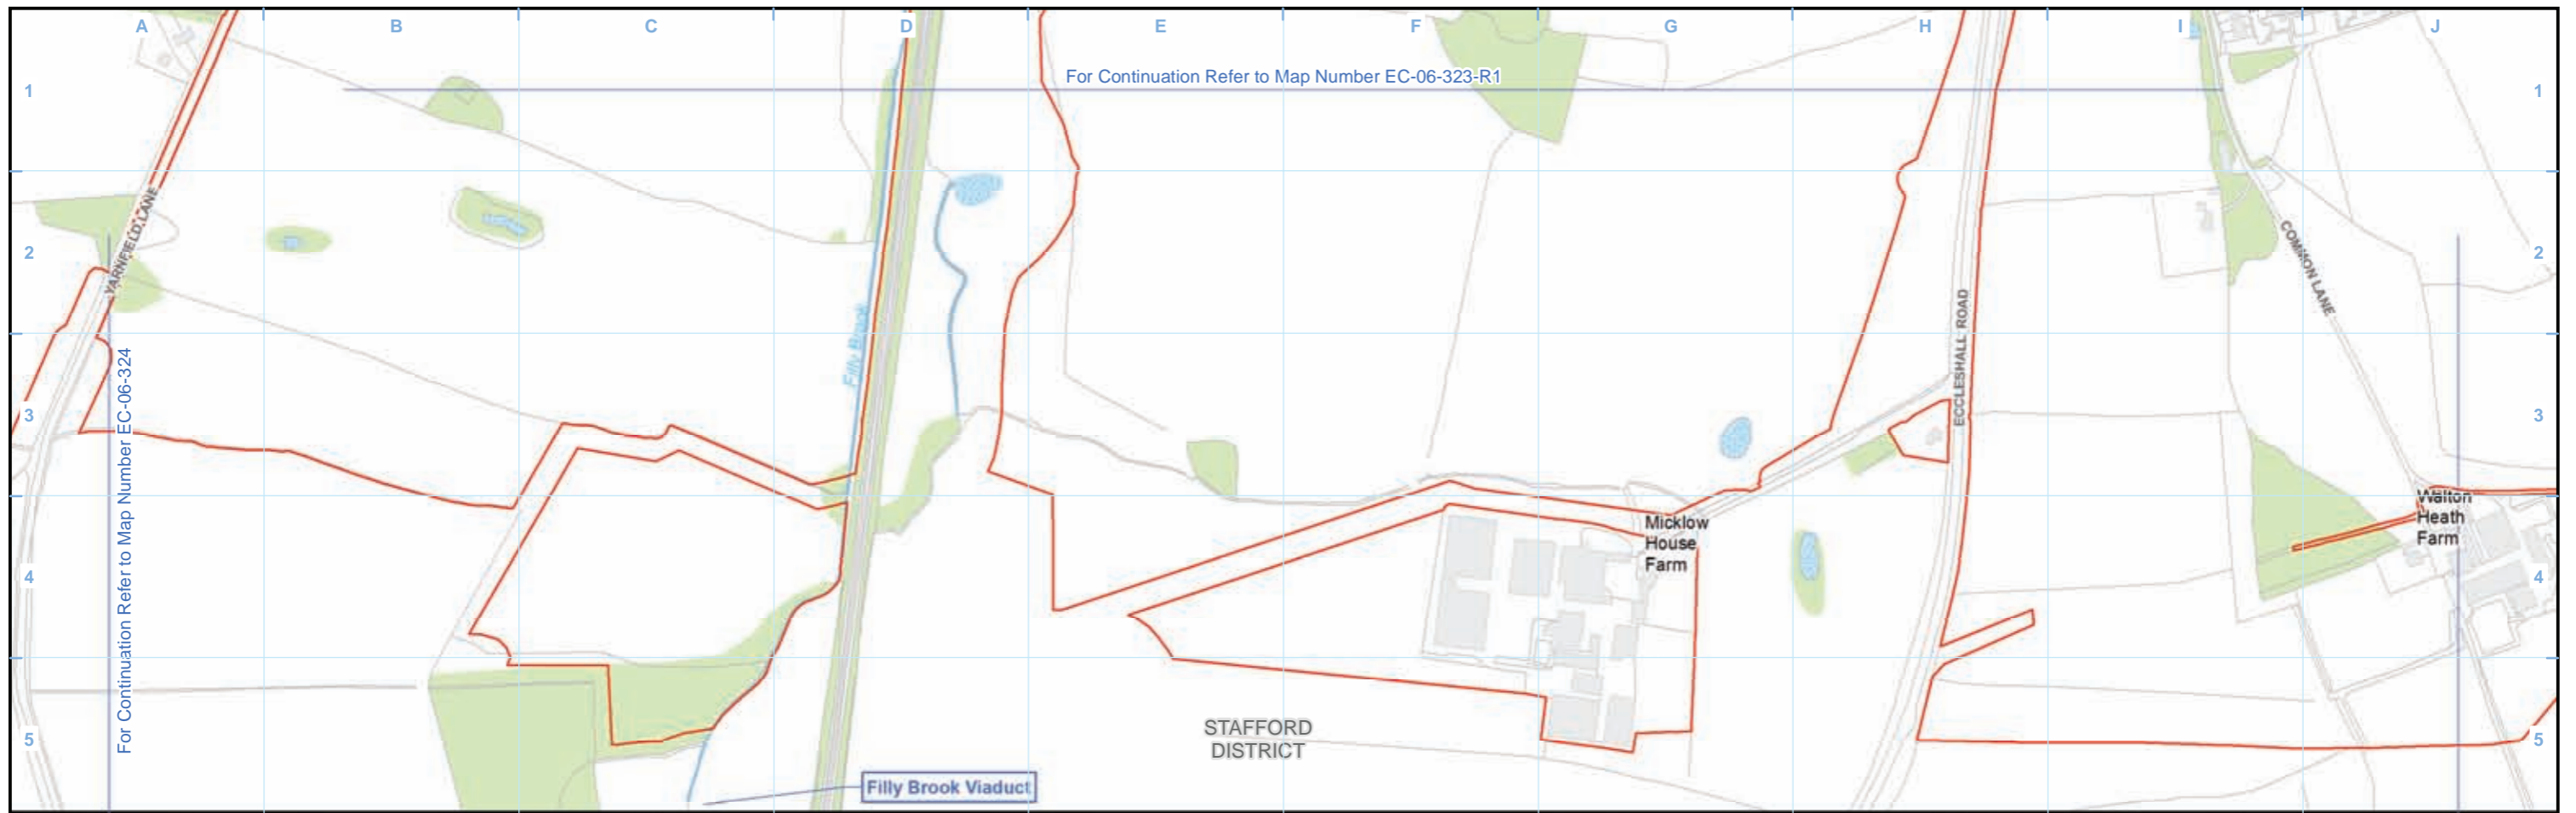 A B C D E F G H I J
For Continuation Refer to Map Number EC-06-323-R1
1 1
YARNFIELD LANE
2 2
COMMON LANE
Filly Brook
ECCLESHALL ROAD
For Continuation Refer to Map Number EC-06-324
3 3
Walton
Heath
Farm
Micklow
House
Farm
4 4
STAFFORD
DISTRICT
5 5
Filly Brook Viaduct